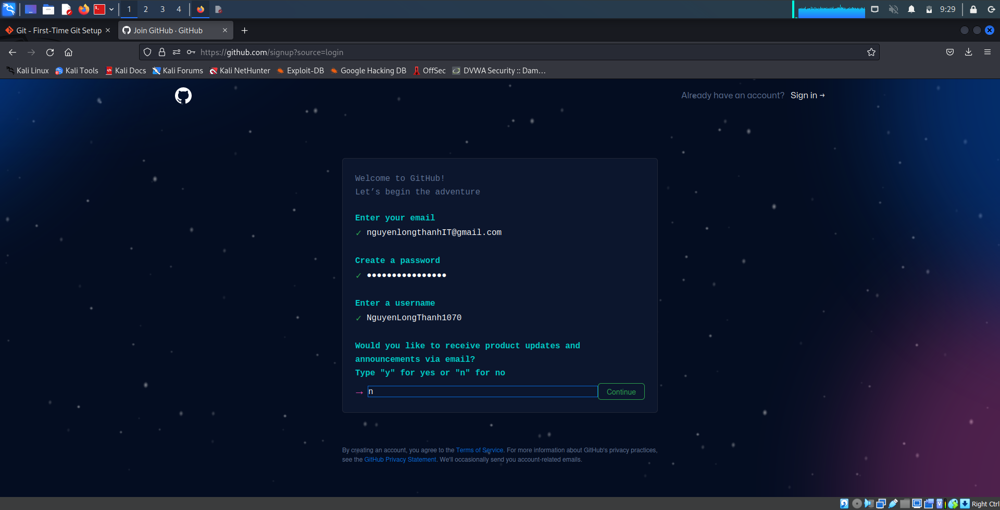 1 2 3 4 9:29
Git - First-Time Git Setup Join GitHub · GitHub
https://github.com/signup?source=login
Kali Linux Kali Tools Kali Docs Kali Forums Kali NetHunter Exploit-DB Google Hacking DB OffSec DVWA Security :: Dam…
Already have an account? Sign in →
Welcome to GitHub!
Let’s begin the adventure
Enter your email
✓ nguyenlongthanhIT@gmail.com
Create a password
✓ ●●●●●●●●●●●●●●●●
Enter a username
✓ NguyenLongThanh1070
Would you like to receive product updates and
announcements via email?
Type "y" for yes or "n" for no
→ n Continue
By creating an account, you agree to the Terms of Service. For more information about GitHub's privacy practices,
see the GitHub Privacy Statement. We'll occasionally send you account-related emails.
Right Ctrl